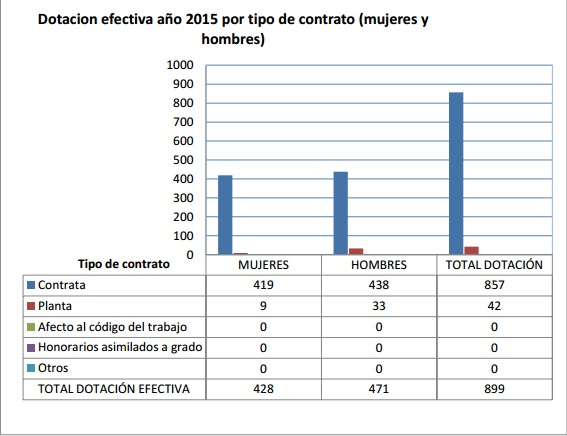 Dotacion efectiva año 2015 por tipo de contrato (mujeres y
hombres)
1000
900
800
700
600
500
400
300
200
100
0
Tipo de contrato MUJERES HOMBRES TOTAL DOTACIÓN
Contrata 419 438 857
Planta 9 33 42
Afecto al código del trabajo 0 0 0
Honorarios asimilados a grado 0 0 0
Otros 0 0 0
TOTAL DOTACIÓN EFECTIVA 428 471 899